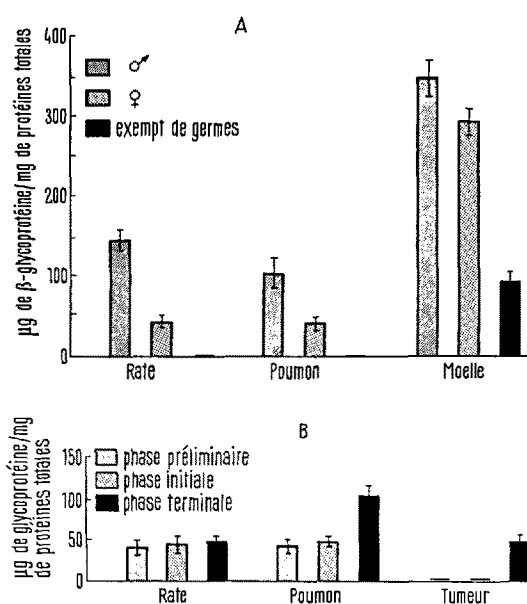 A
400
300
200
100
0
µg de β-glycoprotéine/mg de protéines totales
♂
♀
exempt de germes
Rate Poumon Moelle
B
150
100
50
0
µg de glycoprotéine/mg
de protéines totales
phase préliminaire
phase initiale
phase terminale
Rate Poumon Tumeur